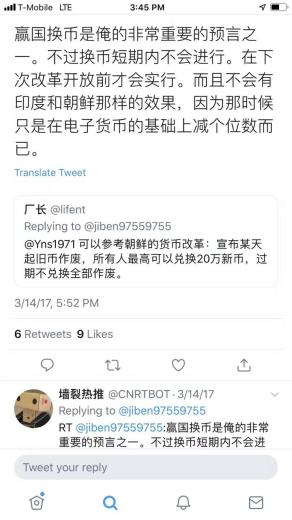 T-Mobile LTE 3:45 PM
赢国换币是俺的非常重要的预言之
一。不过换币短期内不会进行。在下
次改革开放前才会实行。而且不会有
印度和朝鲜那样的效果，因为那时候
只是在电子货币的基础上减个位数而
已。
Translate Tweet
厂长 @lifent
Replying to @jiben97559755
@Yns1971 可以参考朝鲜的货币改革：宣布某天
起旧币作废，所有人最高可以兑换20万新币，过
期不兑换全部作废。
3/14/17, 5:52 PM
6 Retweets 9 Likes
墙裂热推 @CNRTBOT · 3/14/17
Replying to @jiben97559755
RT @jiben97559755:赢国换币是俺的非常
重要的预言之一。不过换币短期内不会进
Tweet your reply